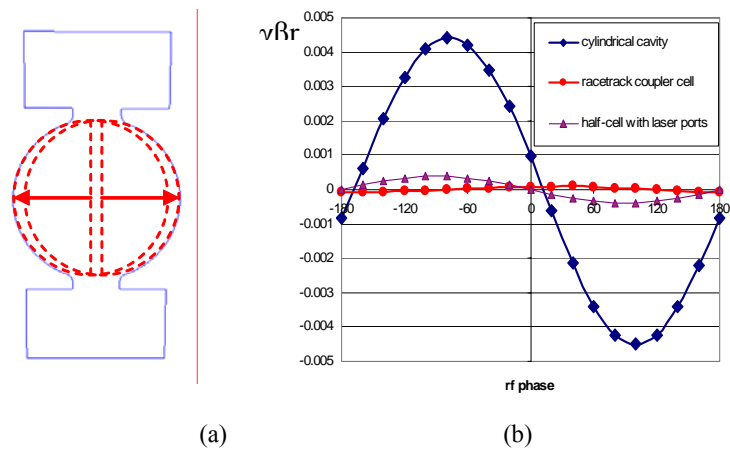 γβr
0.005
0.004
0.003
0.002
0.001
0
-0.001
-0.002
-0.003
-0.004
-0.005
-180 -120 -60 0 60 120 180
cylindrical cavity
racetrack coupler cell
half-cell with laser ports
rf phase
(a) (b)